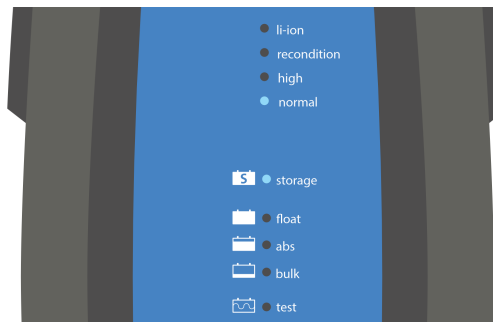 li-ion
recondition
high
normal
S storage
float
abs
bulk
test